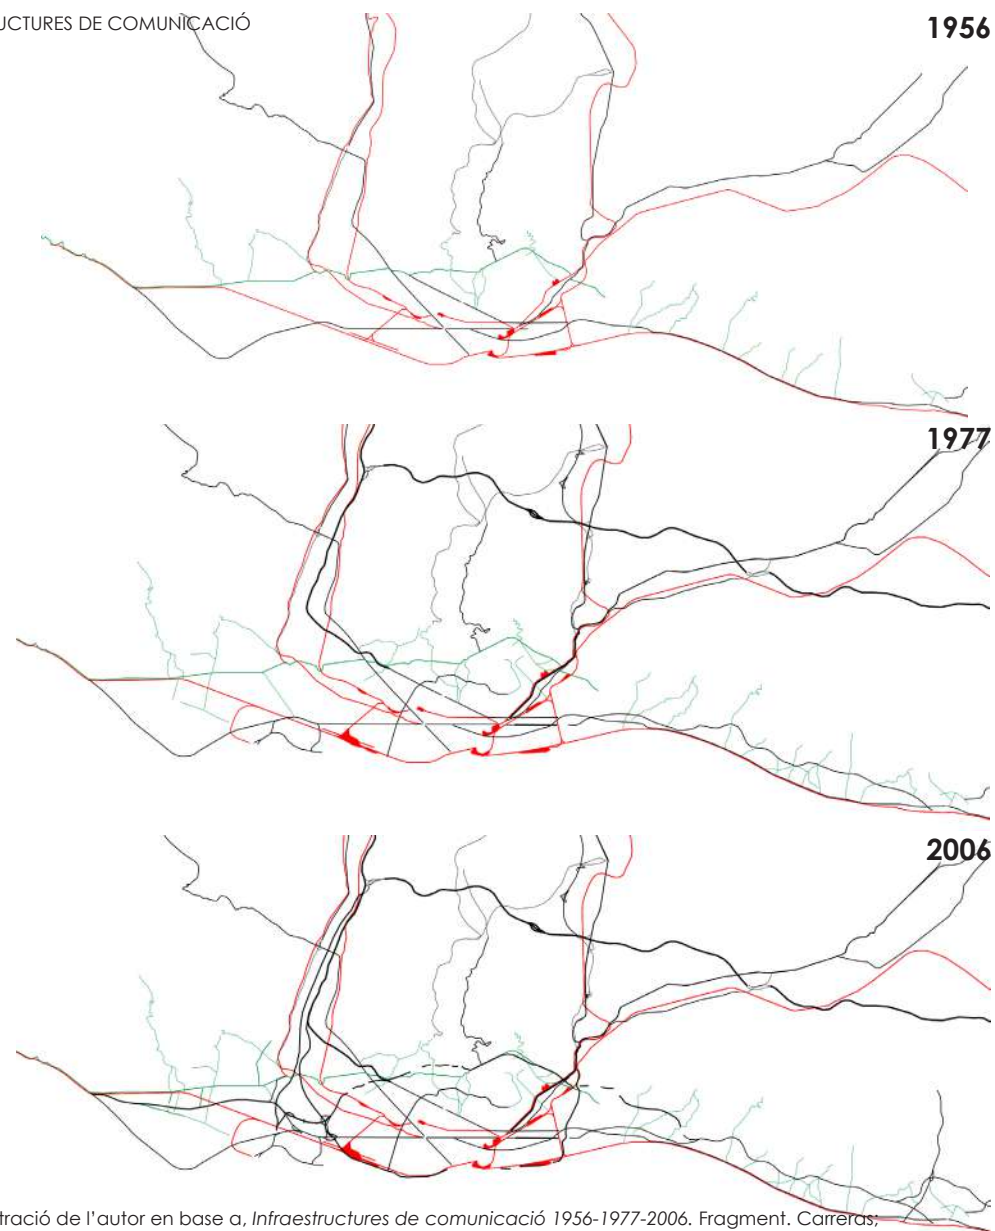 UCTURES DE COMUNICACIÓ
1956
1977
2006
tració de l'autor en base a, Infraestructures de comunicació 1956-1977-2006. Fragment. Carreras: